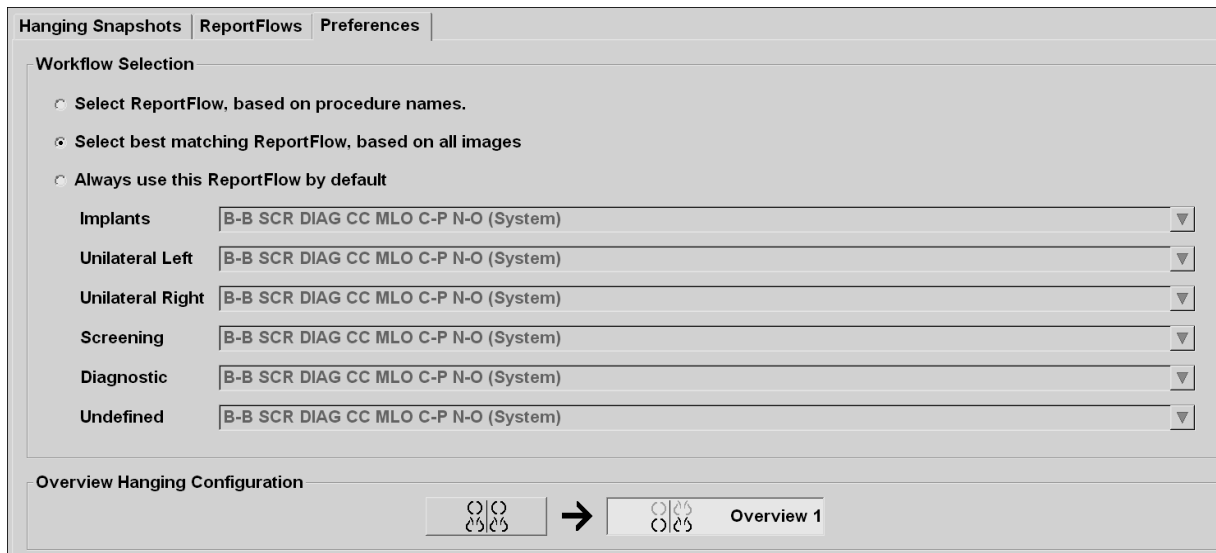 Hanging Snapshots ReportFlows Preferences
Workflow Selection
Select ReportFlow, based on procedure names.
Select best matching ReportFlow, based on all images
Always use this ReportFlow by default
Implants B-B SCR DIAG CC MLO C-P N-O (System)
Unilateral Left B-B SCR DIAG CC MLO C-P N-O (System)
Unilateral Right B-B SCR DIAG CC MLO C-P N-O (System)
Screening B-B SCR DIAG CC MLO C-P N-O (System)
Diagnostic B-B SCR DIAG CC MLO C-P N-O (System)
Undefined B-B SCR DIAG CC MLO C-P N-O (System)
Overview Hanging Configuration
Overview 1